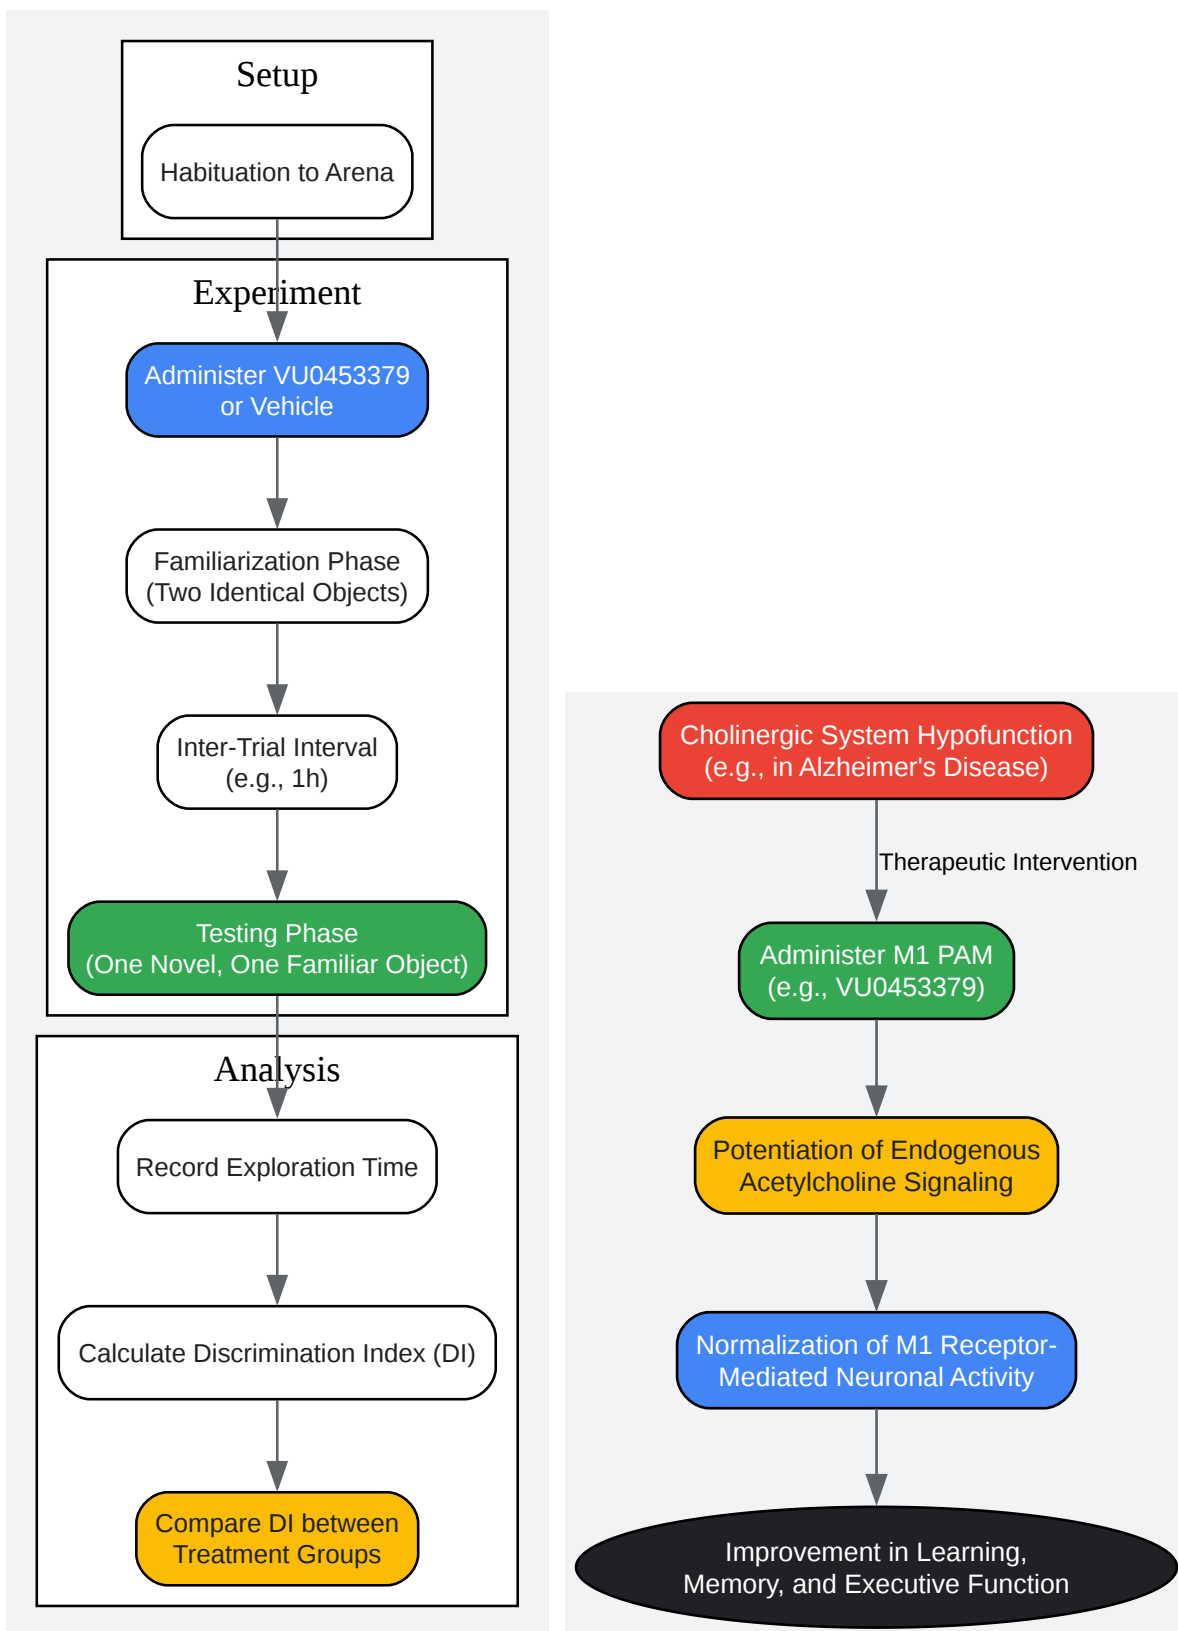 Setup
Habituation to Arena
Experiment
Administer VU0453379
or Vehicle
Familiarization Phase
(Two Identical Objects)
Inter-Trial Interval
(e.g., 1h)
Testing Phase
(One Novel, One Familiar Object)
Analysis
Record Exploration Time
Calculate Discrimination Index (DI)
Compare DI between
Treatment Groups
Cholinergic System Hypofunction
(e.g., in Alzheimer's Disease)
Therapeutic Intervention
Administer M1 PAM
(e.g., VU0453379)
Potentiation of Endogenous
Acetylcholine Signaling
Normalization of M1 Receptor-
Mediated Neuronal Activity
Improvement in Learning,
Memory, and Executive Function